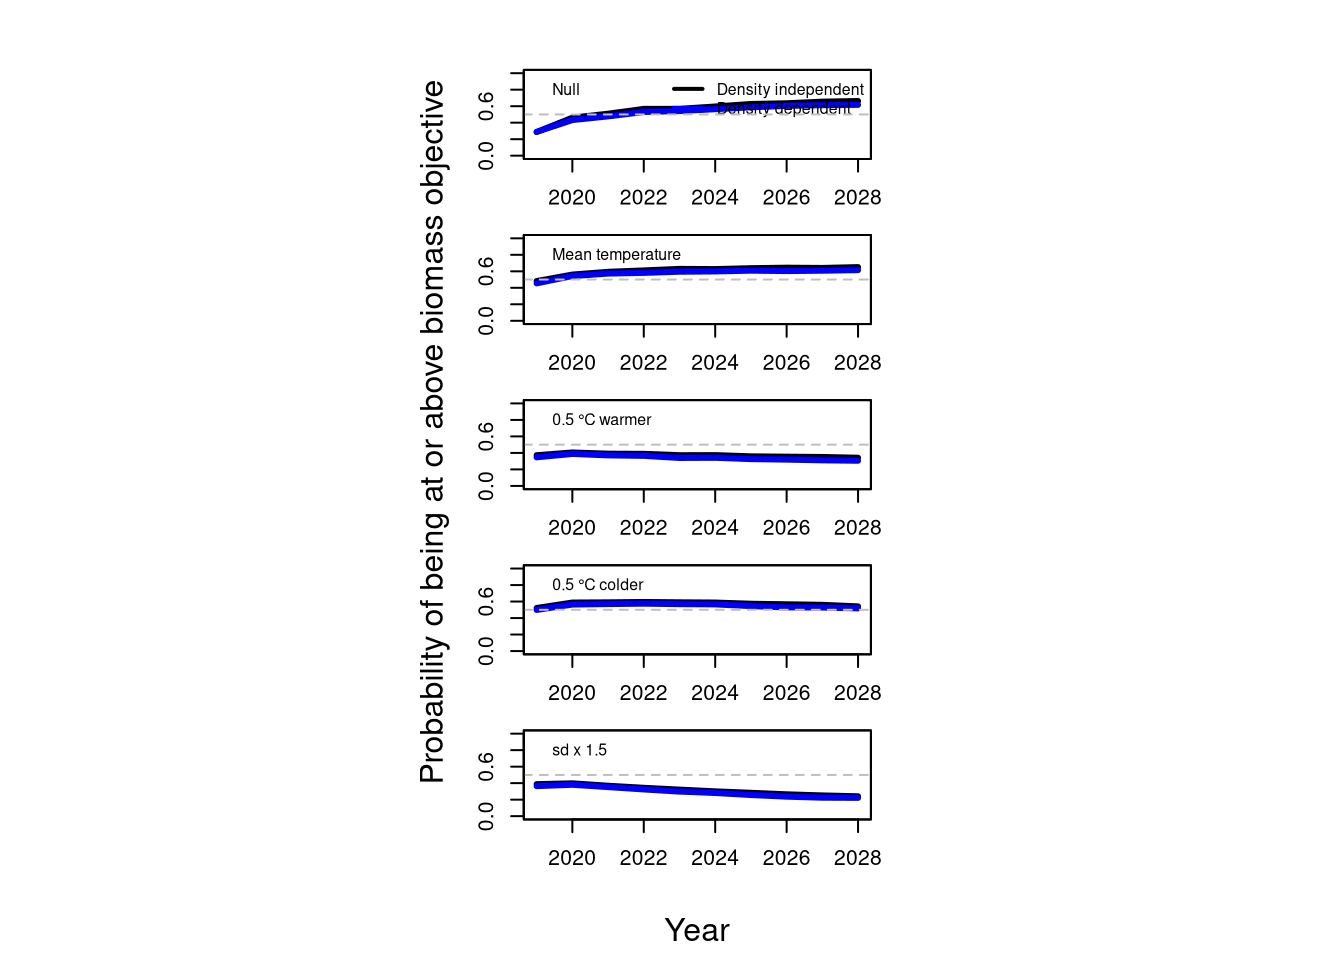 Probability of being at or above biomass objective
Null
Density independent
Density dependent
0.6
0.0
2020 2022 2024 2026 2028
Mean temperature
0.6
0.0
2020 2022 2024 2026 2028
0.5 °C warmer
0.6
0.0
2020 2022 2024 2026 2028
0.5 °C colder
0.6
0.0
2020 2022 2024 2026 2028
sd x 1.5
0.6
0.0
2020 2022 2024 2026 2028
Year